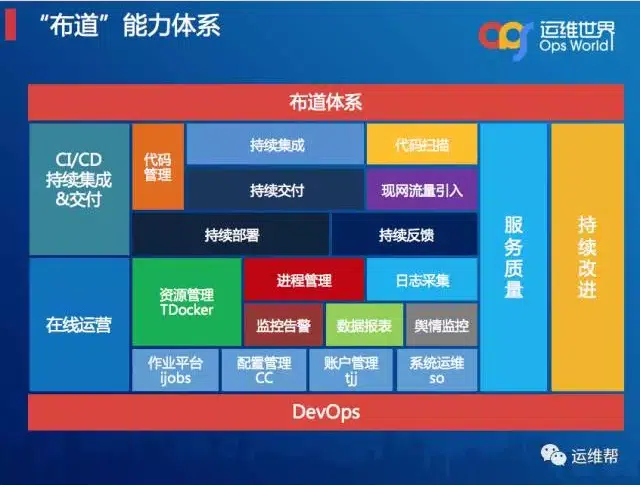 “布道”能力体系
运维世界
Ops World
布道体系
CI/CD
持续集成
&交付
代码
管理
持续集成
代码扫描
持续交付
现网流量引入
持续部署
持续反馈
在线运营
资源管理
TDocker
进程管理
日志采集
监控告警
数据报表
舆情监控
作业平台
ijobs
配置管理
CC
账户管理
tjj
系统运维
so
服务质量
持续改进
DevOps
运维帮